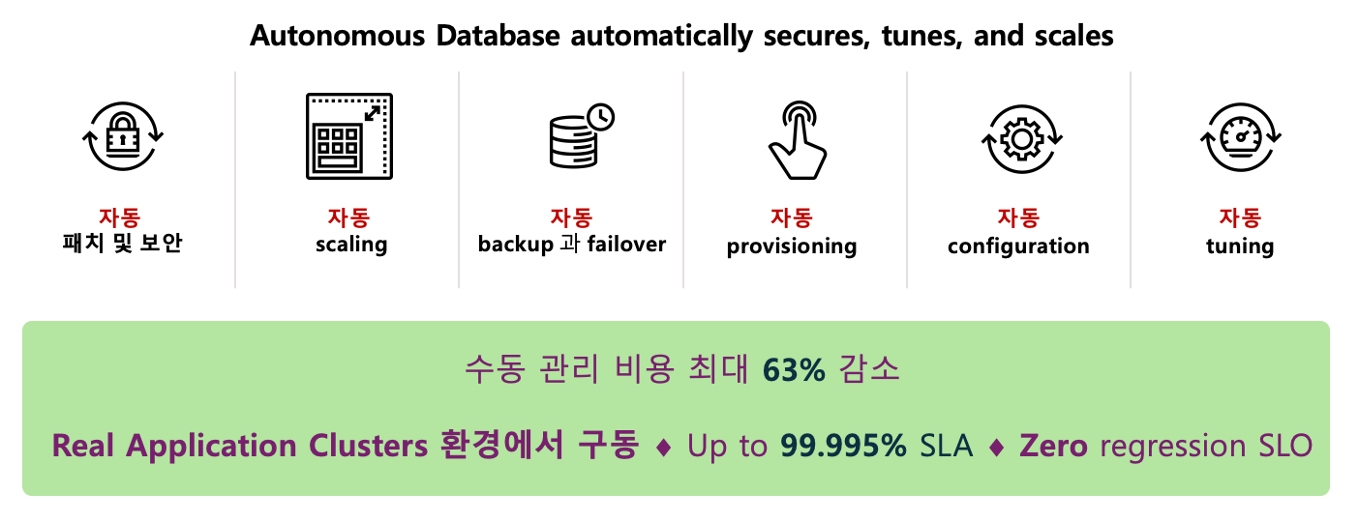 Autonomous Database automatically secures, tunes, and scales
자동
패치 및 보안
자동
scaling
자동
backup 과 failover
자동
provisioning
자동
configuration
자동
tuning
수동 관리 비용 최대 63% 감소
Real Application Clusters 환경에서 구동 ♦ Up to 99.995% SLA ♦ Zero regression SLO